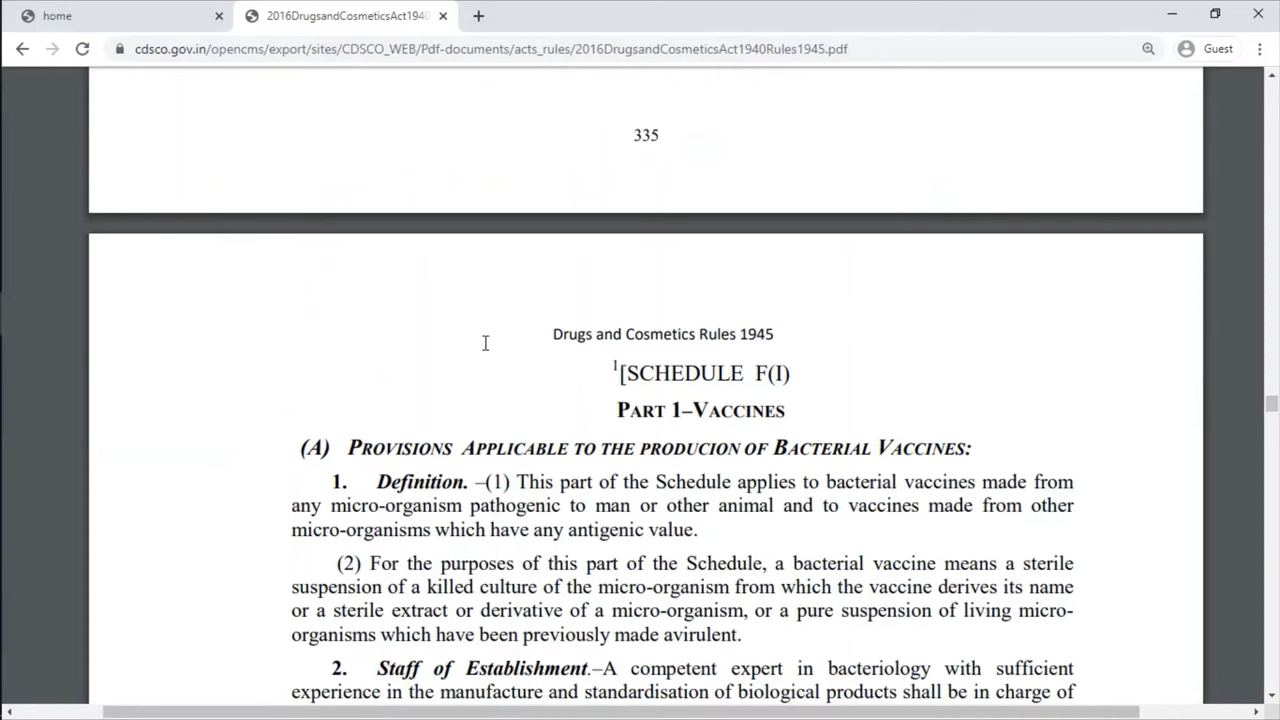 home
2016DrugsandCosmeticsAct1940
cdsco.gov.in/opencms/export/sites/CDSCO_WEB/Pdf-documents/acts_rules/2016DrugsandCosmeticsAct1940Rules1945.pdf
Guest
335
Drugs and Cosmetics Rules 1945
1[SCHEDULE F(I)
PART 1–VACCINES
(A) PROVISIONS APPLICABLE TO THE PRODUCION OF BACTERIAL VACCINES:
1. Definition. –(1) This part of the Schedule applies to bacterial vaccines made from
any micro-organism pathogenic to man or other animal and to vaccines made from other
micro-organisms which have any antigenic value.
(2) For the purposes of this part of the Schedule, a bacterial vaccine means a sterile
suspension of a killed culture of the micro-organism from which the vaccine derives its name
or a sterile extract or derivative of a micro-organism, or a pure suspension of living micro-
organisms which have been previously made avirulent.
2. Staff of Establishment.–A competent expert in bacteriology with sufficient
experience in the manufacture and standardisation of biological products shall be in charge of